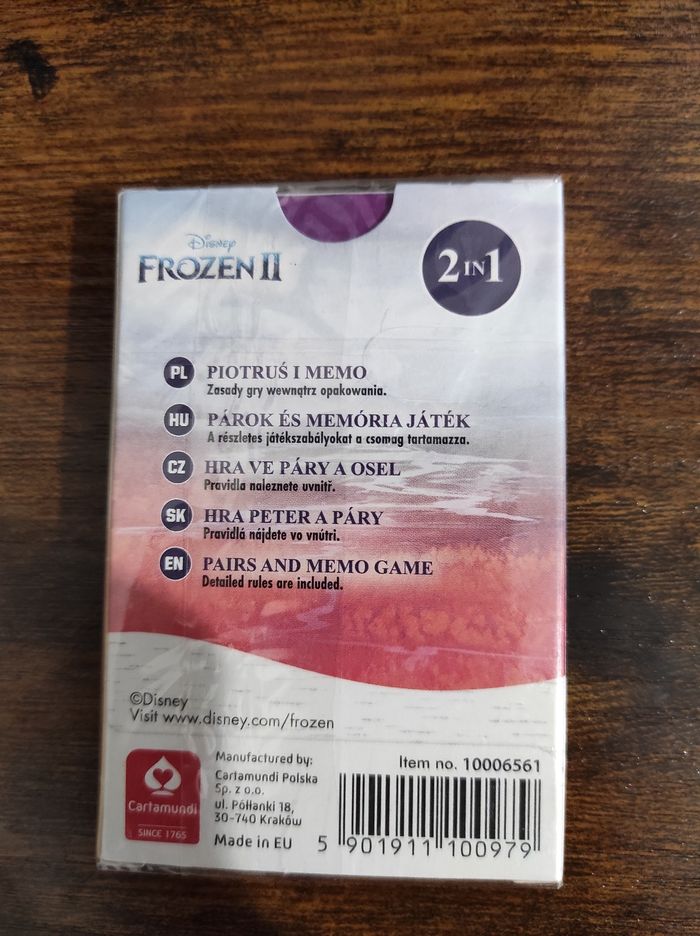 Disney
FROZEN II
2 IN 1
PL PIOTRUŚ I MEMO
Zasady gry wewnątrz opakowania.
HU PÁROK ÉS MEMÓRIA JÁTÉK
A részletes játékszabályokat a csomag tartamazza.
CZ HRA VE PÁRY A OSEL
Pravidla naleznete uvnitř.
SK HRA PETER A PÁRY
Pravidlá nájdete vo vnútri.
EN PAIRS AND MEMO GAME
Detailed rules are included.
©Disney
Visit www.disney.com/frozen
Cartamundi
SINCE 1765
Manufactured by:
Cartamundi Polska
Sp. z o.o.
ul. Półłanki 18,
30-740 Kraków
Made in EU
Item no. 10006561
5 901911 100979